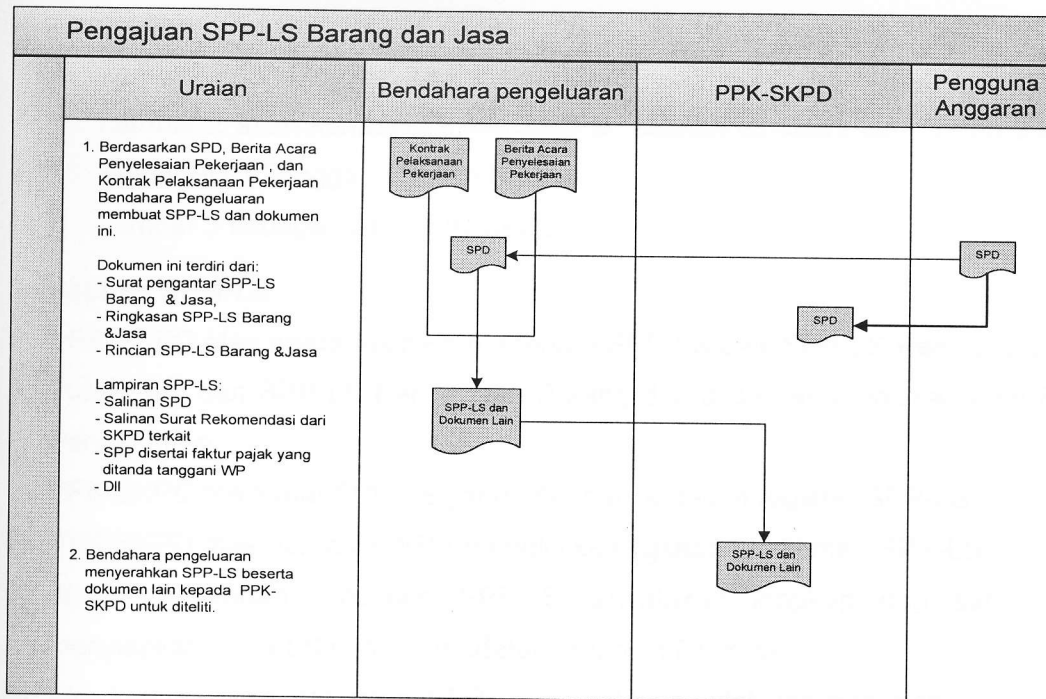 Pengajuan SPP-LS Barang dan Jasa
Uraian
Bendahara pengeluaran
PPK-SKPD
Pengguna
Anggaran
1. Berdasarkan SPD, Berita Acara
Penyelesaian Pekerjaan , dan
Kontrak Pelaksanaan Pekerjaan
Bendahara Pengeluaran
membuat SPP-LS dan dokumen
ini.
Dokumen ini terdiri dari:
- Surat pengantar SPP-LS
Barang & Jasa,
- Ringkasan SPP-LS Barang
&Jasa
- Rincian SPP-LS Barang &Jasa
Lampiran SPP-LS:
- Salinan SPD
- Salinan Surat Rekomendasi dari
SKPD terkait
- SPP disertai faktur pajak yang
ditanda tanggani WP
- Dll
2. Bendahara pengeluaran
menyerahkan SPP-LS beserta
dokumen lain kepada PPK-
SKPD untuk diteliti.
Kontrak
Pelaksanaan
Pekerjaan
Berita Acara
Penyelesaian
Pekerjaan
SPD
SPD
SPD
SPP-LS dan
Dokumen Lain
SPP-LS dan
Dokumen Lain